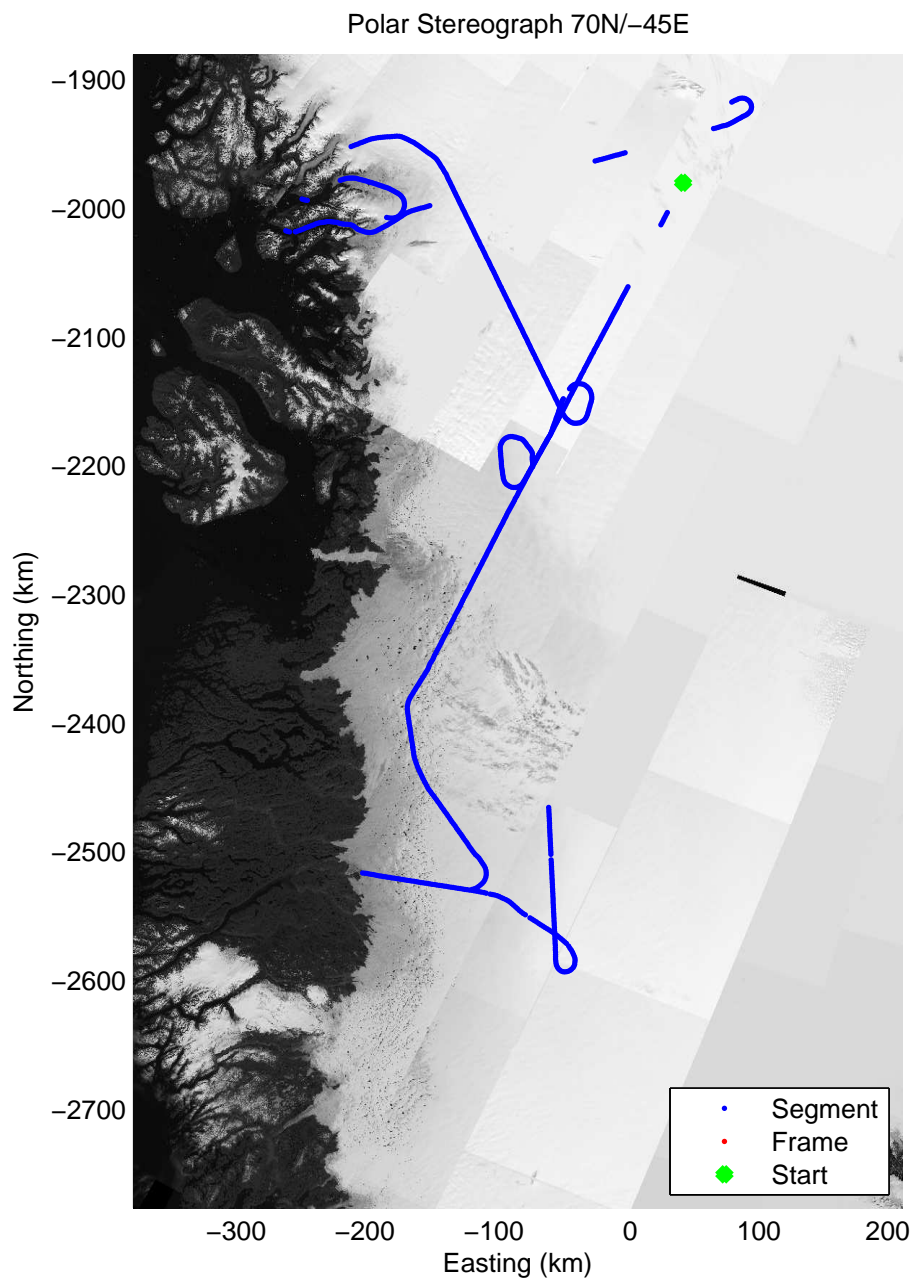 Polar Stereograph 70N/−45E
−1900
−2000
−2100
−2200
−2300
−2400
−2500
−2600
−2700
Northing (km)
−300 −200 −100 0 100 200
Easting (km)
Segment
Frame
Start